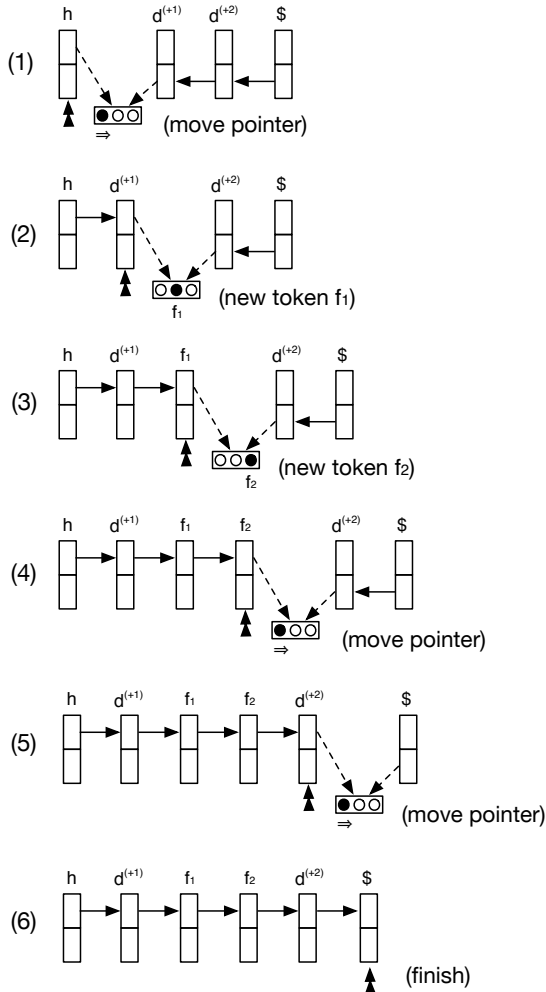 h d⁽⁺¹⁾ d⁽⁺²⁾ $
(1)
⇒ (move pointer)
h d⁽⁺¹⁾ d⁽⁺²⁾ $
(2)
f₁ (new token f₁)
h d⁽⁺¹⁾ f₁ d⁽⁺²⁾ $
(3)
f₂ (new token f₂)
h d⁽⁺¹⁾ f₁ f₂ d⁽⁺²⁾ $
(4)
⇒ (move pointer)
h d⁽⁺¹⁾ f₁ f₂ d⁽⁺²⁾ $
(5)
⇒ (move pointer)
h d⁽⁺¹⁾ f₁ f₂ d⁽⁺²⁾ $
(6)
(finish)